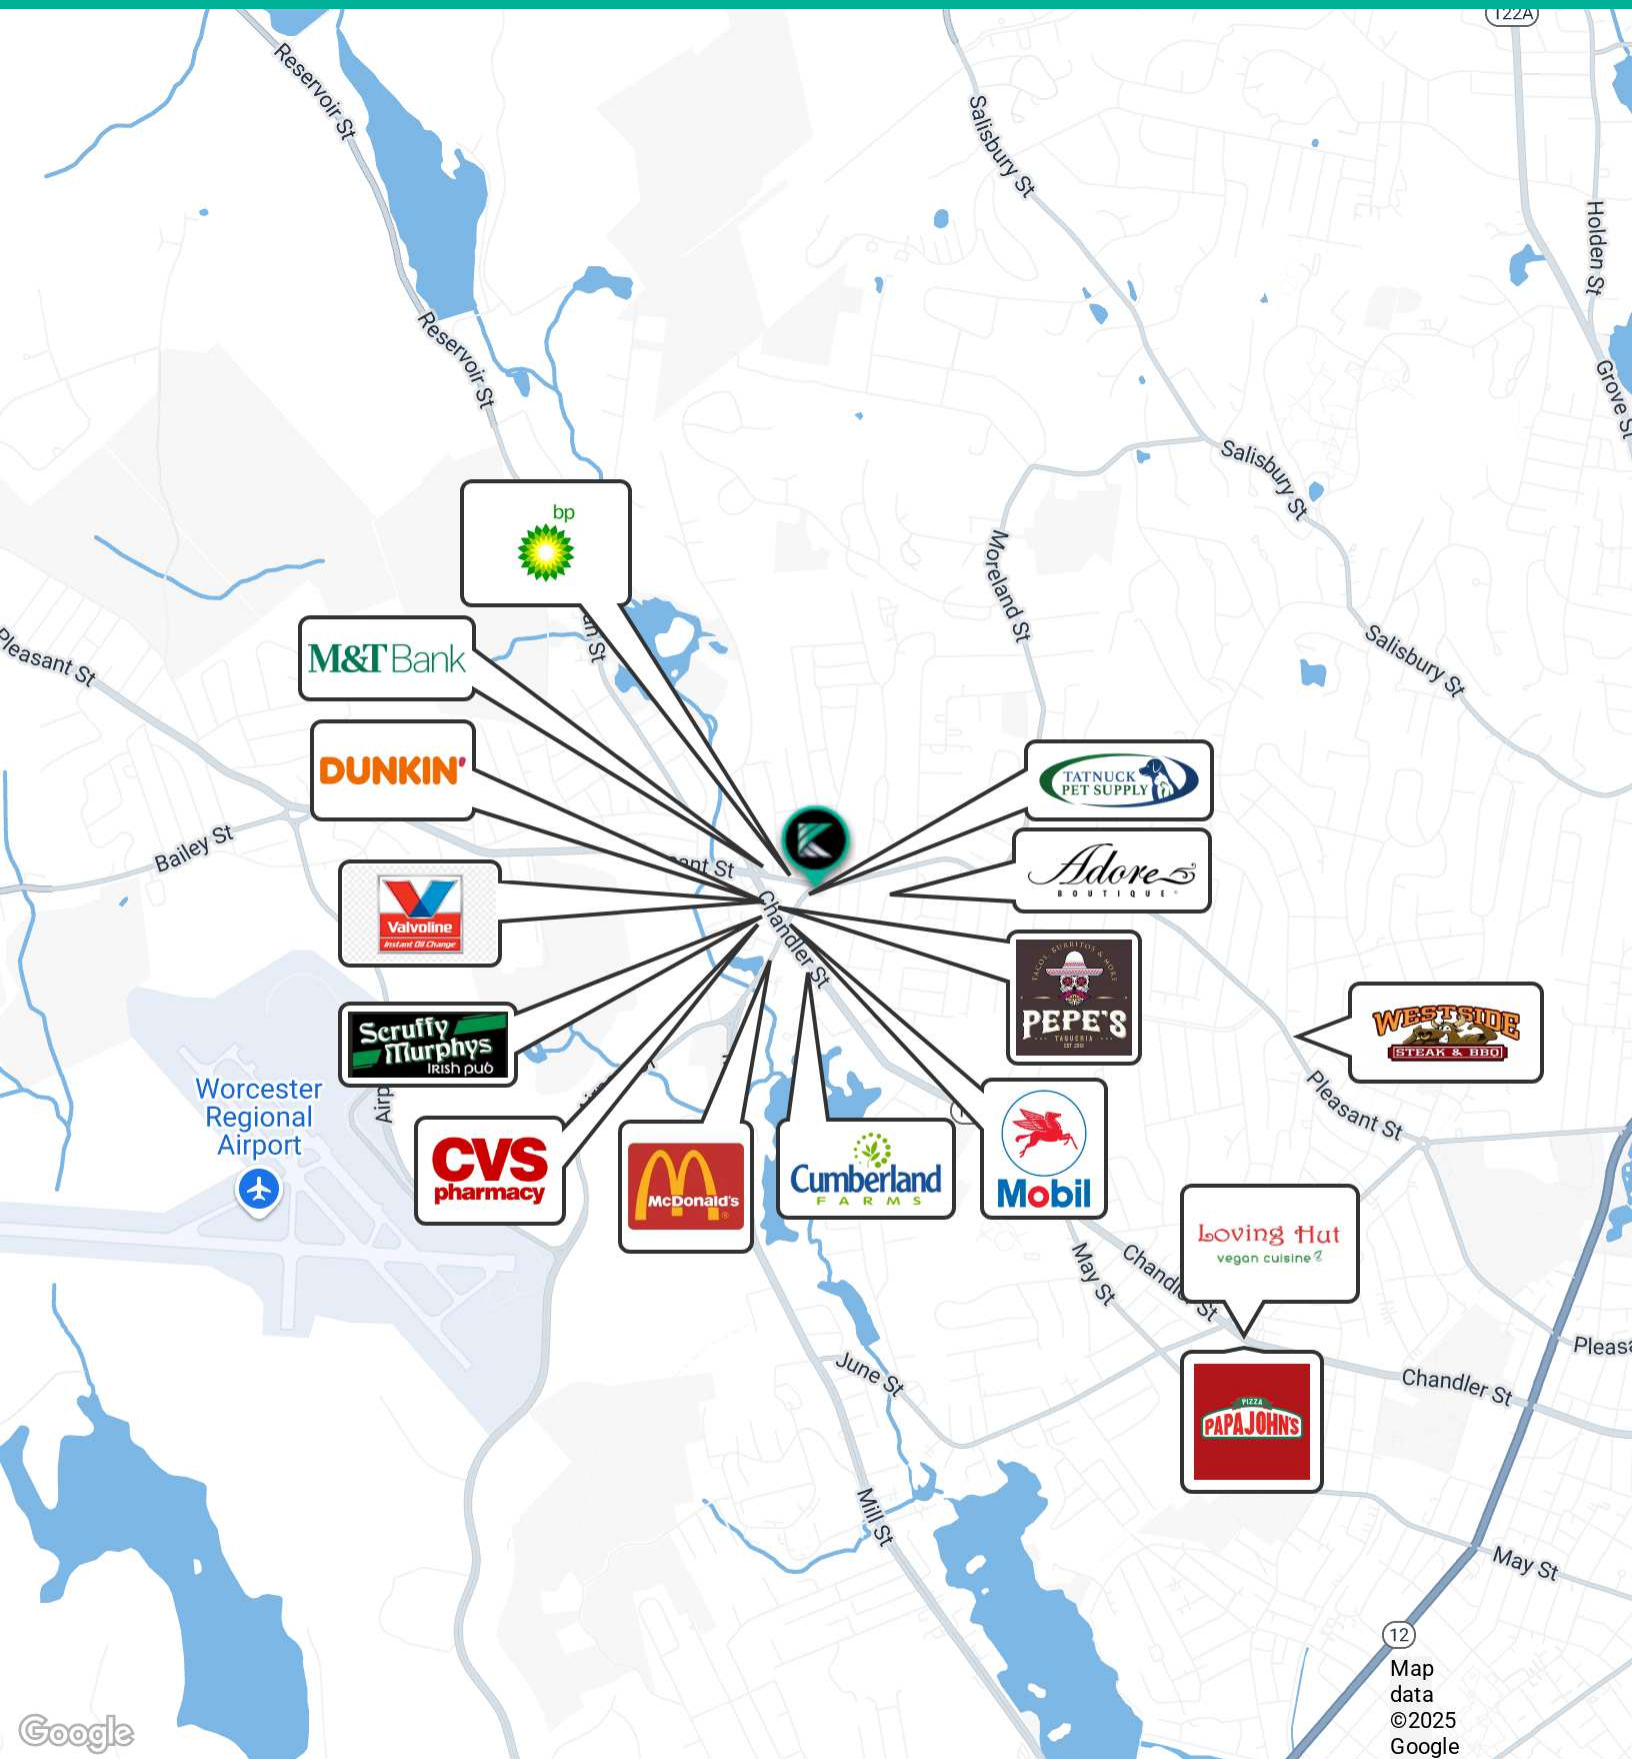 122A
Reservoir St
Salisbury St
Holden St
Reservoir St
Grove St
Salisbury St
bp
Moreland St
Pleasant St
M&T Bank
Salisbury St
DUNKIN'
TATNUCK
PET SUPPLY
Bailey St
Adore
BOUTIQUE
Chandler St
Valvoline
Instant Oil Change
TACOS, BURRITOS & MORE
PEPE'S
TAQUERIA
WESTSIDE
STEAK & BBQ
Scruffy
Murphys
Irish pub
Worcester
Regional
Airport
Pleasant St
CVS
pharmacy
McDonald's
Cumberland
FARMS
Mobil
Loving Hut
vegan cuisine
May St
Chandler St
June St
Chandler St
PIZZA
PAPA JOHN'S
Mill St
May St
12
Map
data
©2025
Google
Google